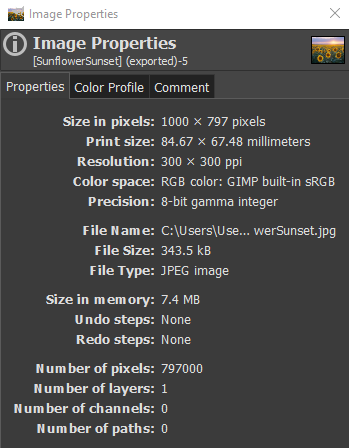 Image Properties
Image Properties
[SunflowerSunset] (exported)-5
Properties Color Profile Comment
Size in pixels: 1000 × 797 pixels
Print size: 84.67 × 67.48 millimeters
Resolution: 300 × 300 ppi
Color space: RGB color: GIMP built-in sRGB
Precision: 8-bit gamma integer
File Name: C:\Users\Use... werSunset.jpg
File Size: 343.5 kB
File Type: JPEG image
Size in memory: 7.4 MB
Undo steps: None
Redo steps: None
Number of pixels: 797000
Number of layers: 1
Number of channels: 0
Number of paths: 0